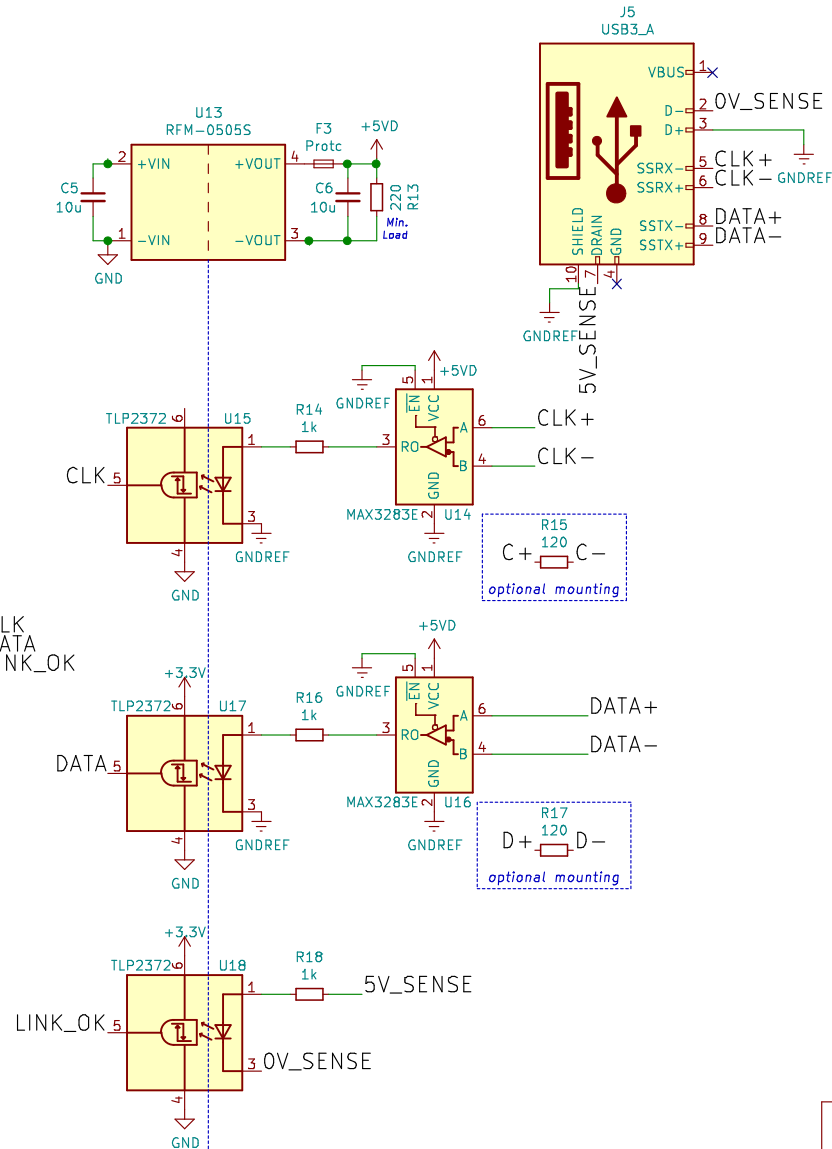 J5
USB3_A
VBUS 1
D- 2 0V_SENSE
D+ 3
GNDREF
SSRX- 5 CLK+
SSRX+ 6 CLK-
SSTX- 8 DATA+
SSTX+ 9 DATA-
SHIELD DRAIN GND
10 7 4
GNDREF
5V_SENSE
U13
RFM-0505S
F3
Protc
+5VD
2 +VIN +VOUT 4
C5
10u
C6
10u
220
R13
Min.
Load
1 -VIN -VOUT 3
GND
+5VD
GNDREF
5 1
EN VCC
TLP2372 6 U15
R14
1k
1
3 RO
A 6 CLK+
B 4 CLK-
CLK 5
3
GNDREF
4
GND
GND
MAX3283E 2 U14
GNDREF
R15
120
C+ C-
optional mounting
LK
ATA
NK_OK
+5VD
GNDREF
5 1
EN VCC
+3.3V
TLP2372 6 U17
R16
1k
1
3 RO
A 6 DATA+
B 4 DATA-
DATA 5
3
GNDREF
4
GND
GND
MAX3283E 2 U16
GNDREF
R17
120
D+ D-
optional mounting
+3.3V
TLP2372 6 U18
R18
1k
1
5V_SENSE
LINK_OK 5
3 0V_SENSE
4
GND